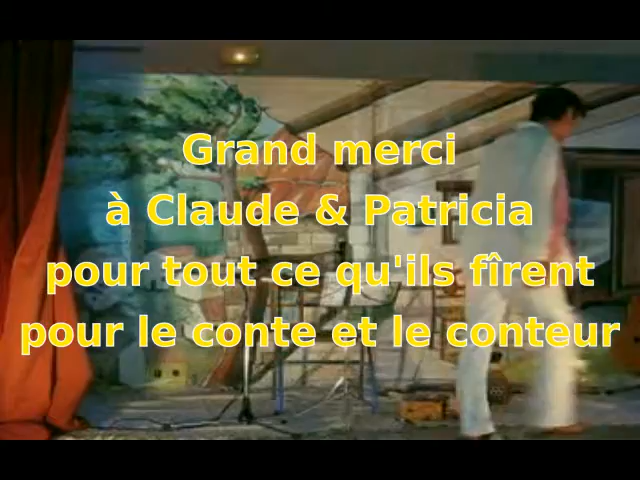 Grand merci
à Claude & Patricia
pour tout ce qu'ils fîrent
pour le conte et le conteur